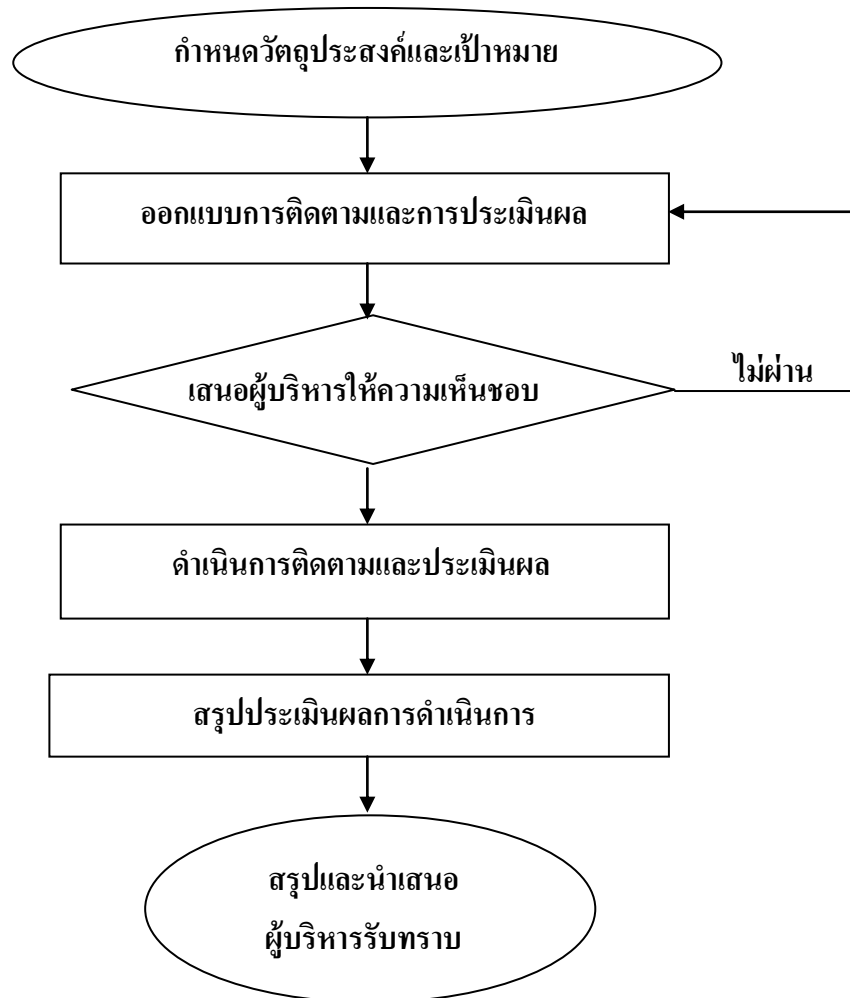 กำหนดวัตถุประสงค์และเป้าหมาย
ออกแบบการติดตามและการประเมินผล
เสนอผู้บริหารให้ความเห็นชอบ
ไม่ผ่าน
ดำเนินการติดตามและประเมินผล
สรุปประเมินผลการดำเนินการ
สรุปและนำเสนอ
ผู้บริหารรับทราบ